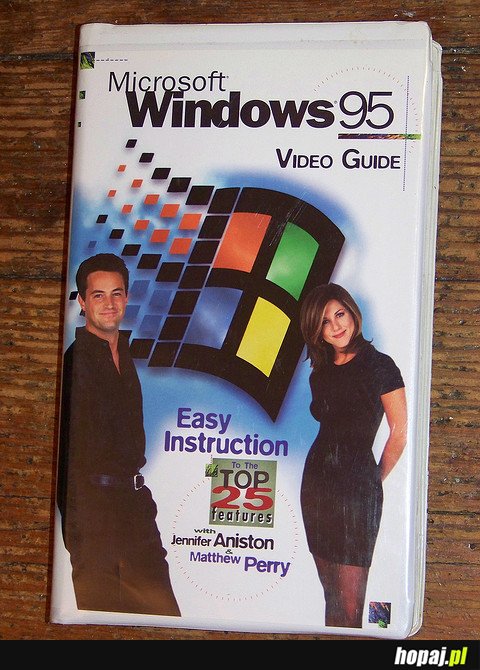 Microsoft®
Windows® 95
VIDEO GUIDE
Easy
Instruction
To The
TOP
25
features
with
Jennifer Aniston
&
Matthew Perry
hopaj.pl